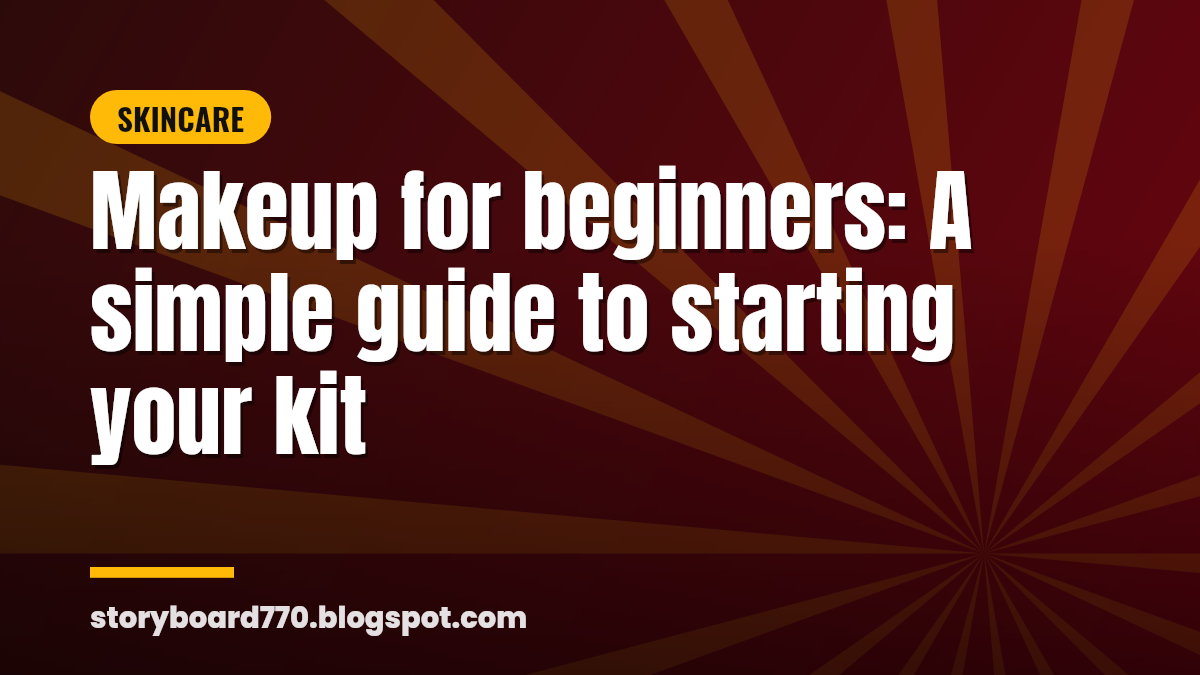 SKINCARE
Makeup for beginners: A
simple guide to starting
your kit
storyboard770.blogspot.com